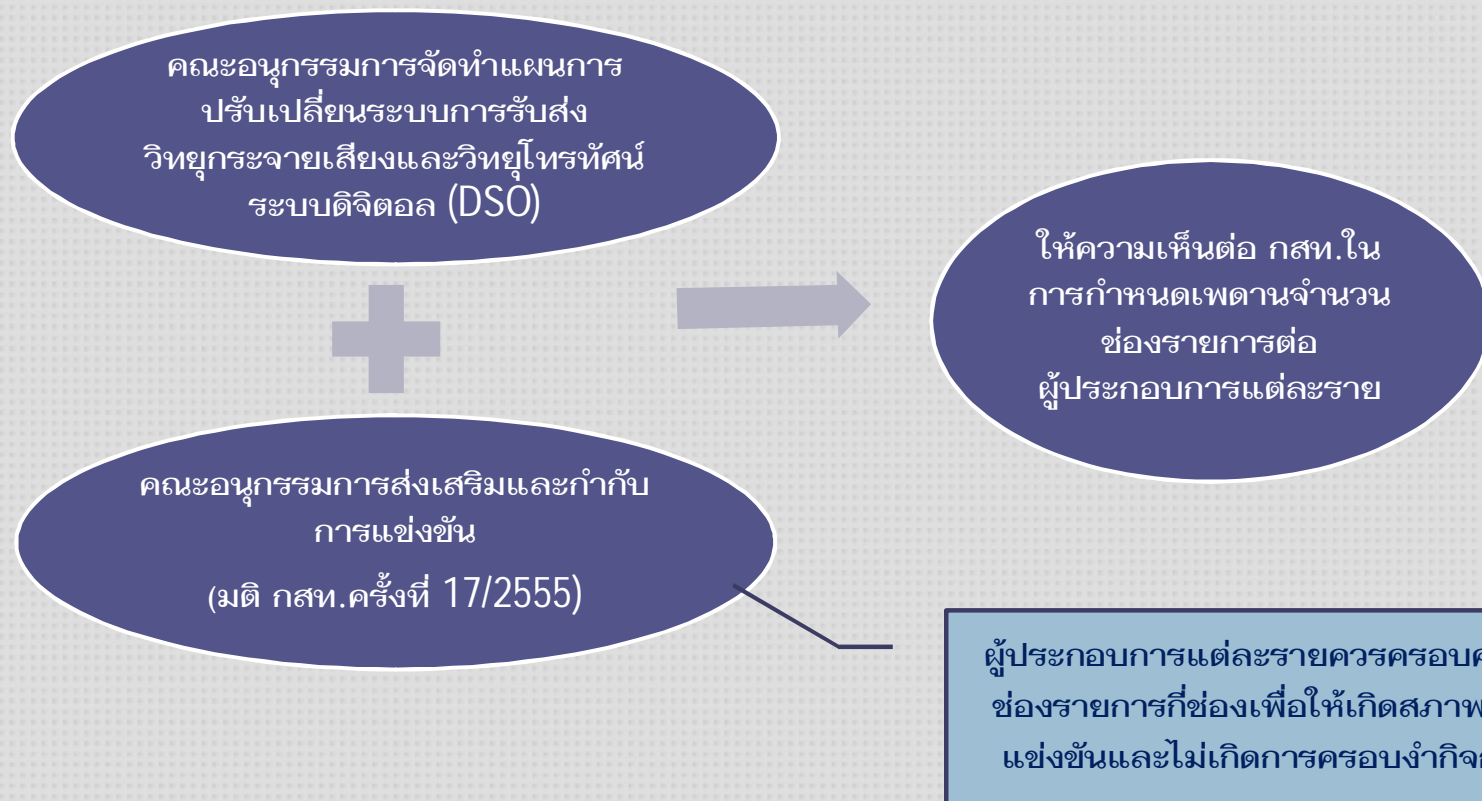 คณะอนุกรรมการจัดทำแผนการ
ปรับเปลี่ยนระบบการรับส่ง
วิทยุกระจายเสียงและวิทยุโทรทัศน์
ระบบดิจิตอล (DSO)
คณะอนุกรรมการส่งเสริมและกำกับ
การแข่งขัน
(มติ กสท.ครั้งที่ 17/2555)
ให้ความเห็นต่อ กสท.ใน
การกำหนดเพดานจำนวน
ช่องรายการต่อ
ผู้ประกอบการแต่ละราย
ผู้ประกอบการแต่ละรายควรครอบ
ช่องรายการกี่ช่องเพื่อให้เกิดสภาพ
แข่งขันและไม่เกิดการครอบงำ